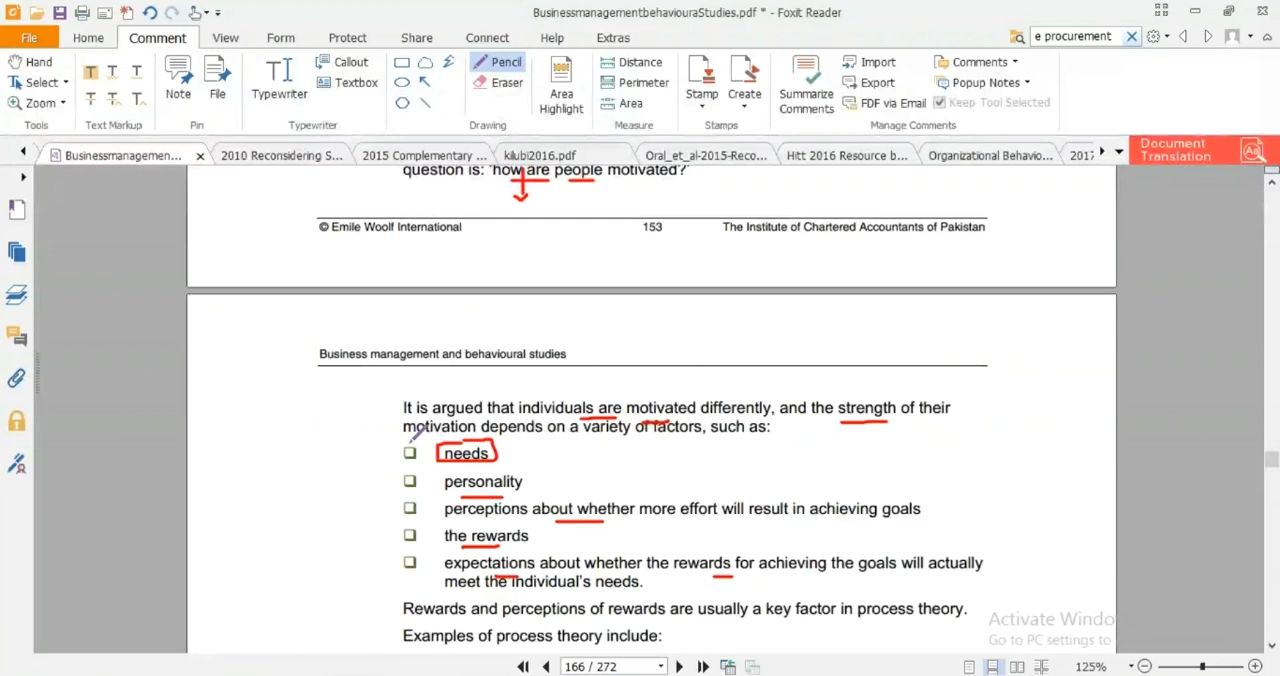 BusinessmanagementbehaviouraStudies.pdf * - Foxit Reader
File Home Comment View Form Protect Share Connect Help Extras
e procurement
Hand
Select
Zoom
Tools
Text Markup
Note
File
Pin
Typewriter
Callout
Textbox
Typewriter
Pencil
Eraser
Drawing
Area
Highlight
Distance
Perimeter
Area
Measure
Stamp
Create
Stamps
Summarize
Comments
Import
Export
FDF via Email
Comments
Popup Notes
Keep Tool Selected
Manage Comments
Businessmanagemen...
2010 Reconsidering S...
2015 Complementary ...
kilubi2016.pdf
Oral_et_al-2015-Reco...
Hitt 2016 Resource b...
Organizational Behavio...
2017
Document
Translation
question is: 'how are people motivated?'
© Emile Woolf International 153 The Institute of Chartered Accountants of Pakistan
Business management and behavioural studies
It is argued that individuals are motivated differently, and the strength of their
motivation depends on a variety of factors, such as:
needs
personality
perceptions about whether more effort will result in achieving goals
the rewards
expectations about whether the rewards for achieving the goals will actually
meet the individual's needs.
Rewards and perceptions of rewards are usually a key factor in process theory.
Examples of process theory include:
Activate Windo
Go to PC settings to
166 / 272
125%